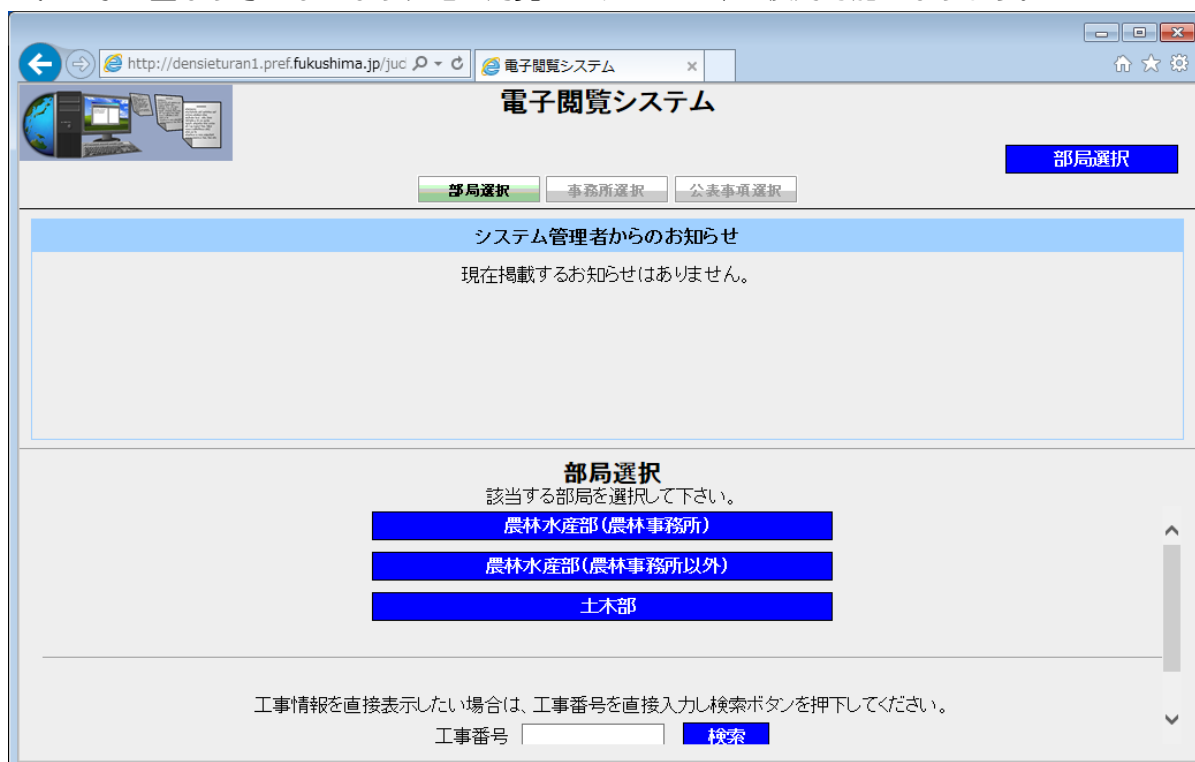 http://densieturan1.pref.fukushima.jp/juc
電子閲覧システム
電子閲覧システム
部局選択
部局選択 事務所選択 公表事項選択
システム管理者からのお知らせ
現在掲載するお知らせはありません。
部局選択
該当する部局を選択して下さい。
農林水産部(農林事務所)
農林水産部(農林事務所以外)
土木部
工事情報を直接表示したい場合は、工事番号を直接入力し検索ボタンを押下してください。
工事番号 検索